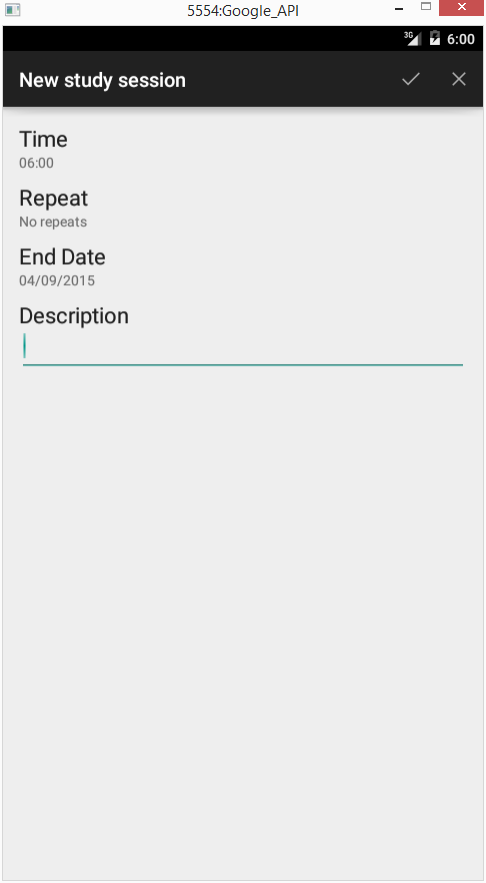 5554:Google_API
3G 6:00
New study session
Time
06:00
Repeat
No repeats
End Date
04/09/2015
Description